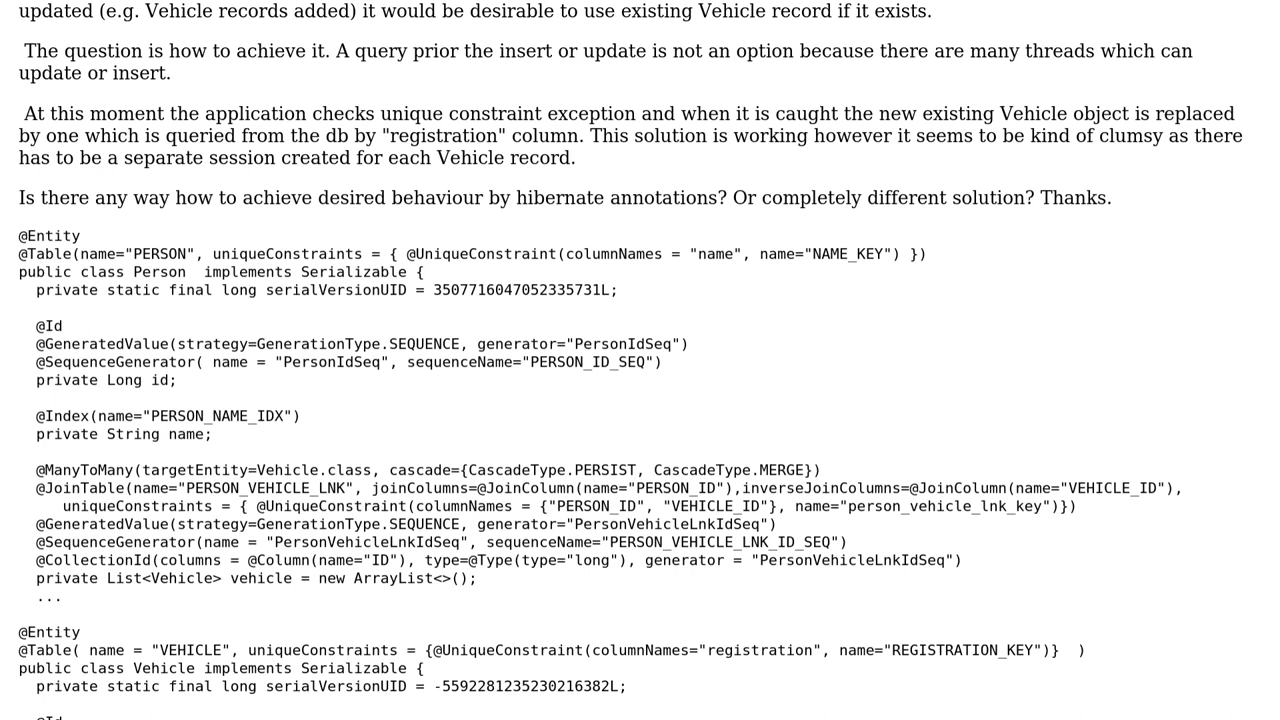 updated (e.g. Vehicle records added) it would be desirable to use existing Vehicle record if it exists.
The question is how to achieve it. A query prior the insert or update is not an option because there are many threads which can
update or insert.
At this moment the application checks unique constraint exception and when it is caught the new existing Vehicle object is replaced
by one which is queried from the db by "registration" column. This solution is working however it seems to be kind of clumsy as there
has to be a separate session created for each Vehicle record.
Is there any way how to achieve desired behaviour by hibernate annotations? Or completely different solution? Thanks.
@Entity
@Table(name="PERSON", uniqueConstraints = { @UniqueConstraint(columnNames = "name", name="NAME_KEY") })
public class Person  implements Serializable {
  private static final long serialVersionUID = 3507716047052335731L;
  @Id
  @GeneratedValue(strategy=GenerationType.SEQUENCE, generator="PersonIdSeq")
  @SequenceGenerator( name = "PersonIdSeq", sequenceName="PERSON_ID_SEQ")
  private Long id;
  @Index(name="PERSON_NAME_IDX")
  private String name;
  @ManyToMany(targetEntity=Vehicle.class, cascade={CascadeType.PERSIST, CascadeType.MERGE})
  @JoinTable(name="PERSON_VEHICLE_LNK", joinColumns=@JoinColumn(name="PERSON_ID"),inverseJoinColumns=@JoinColumn(name="VEHICLE_ID"),
     uniqueConstraints = { @UniqueConstraint(columnNames = {"PERSON_ID", "VEHICLE_ID"}, name="person_vehicle_lnk_key")})
  @GeneratedValue(strategy=GenerationType.SEQUENCE, generator="PersonVehicleLnkIdSeq")
  @SequenceGenerator(name = "PersonVehicleLnkIdSeq", sequenceName="PERSON_VEHICLE_LNK_ID_SEQ")
  @CollectionId(columns = @Column(name="ID"), type=@Type(type="long"), generator = "PersonVehicleLnkIdSeq")
  private List<Vehicle> vehicle = new ArrayList<>();
  ...
@Entity
@Table( name = "VEHICLE", uniqueConstraints = {@UniqueConstraint(columnNames="registration", name="REGISTRATION_KEY")}  )
public class Vehicle implements Serializable {
  private static final long serialVersionUID = -5592281235230216382L;
  @Id